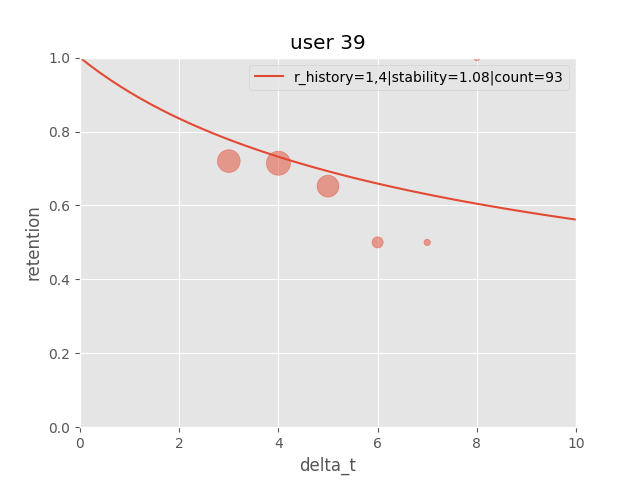 user 39
r_history=1,4|stability=1.08|count=93
1.0
0.8
0.6
0.4
0.2
0.0
retention
0 2 4 6 8 10
delta_t